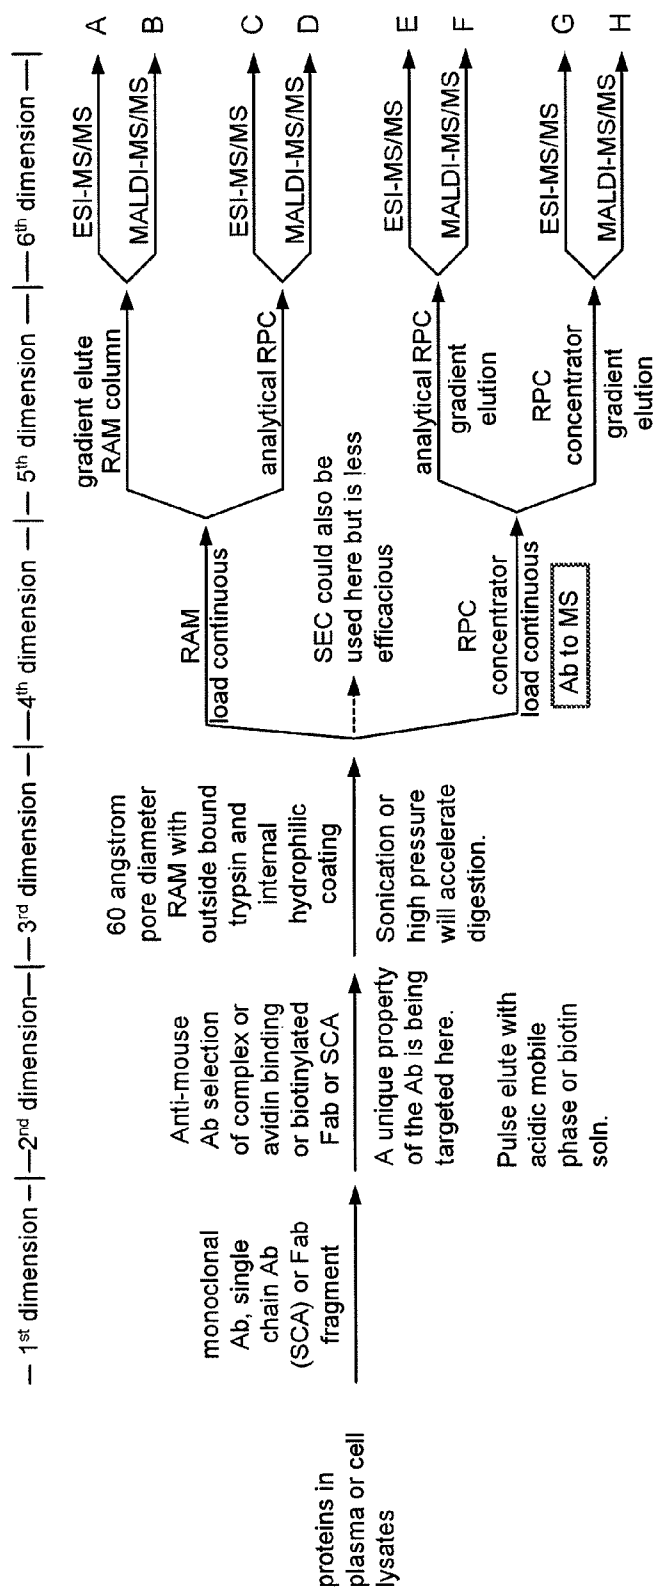 — 1st dimension —|—2nd dimension—|— 3rd dimension —|—4th dimension —|— 5th dimension —|—6th dimension —|
proteins in
plasma or cell
lysates
monoclonal
Ab, single
chain Ab
(SCA) or Fab
fragment
Anti-mouse
Ab selection
of complex or
avidin binding
or biotinylated
Fab or SCA
A unique property
of the Ab is being
targeted here.
Pulse elute with
acidic mobile
phase or biotin
soln.
60 angstrom
pore diameter
RAM with
outside bound
trypsin and
internal
hydrophilic
coating
Sonication or
high pressure
will accelerate
digestion.
RAM
load continuous
SEC could also be
used here but is less
efficacious
RPC
concentrator
load continuous
Ab to MS
gradient elute
RAM column
analytical RPC
analytical RPC
gradient
elution
RPC
concentrator
gradient
elution
ESI-MS/MS
A
MALDI-MS/MS
B
ESI-MS/MS
C
MALDI-MS/MS
D
ESI-MS/MS
E
MALDI-MS/MS
F
ESI-MS/MS
G
MALDI-MS/MS
H